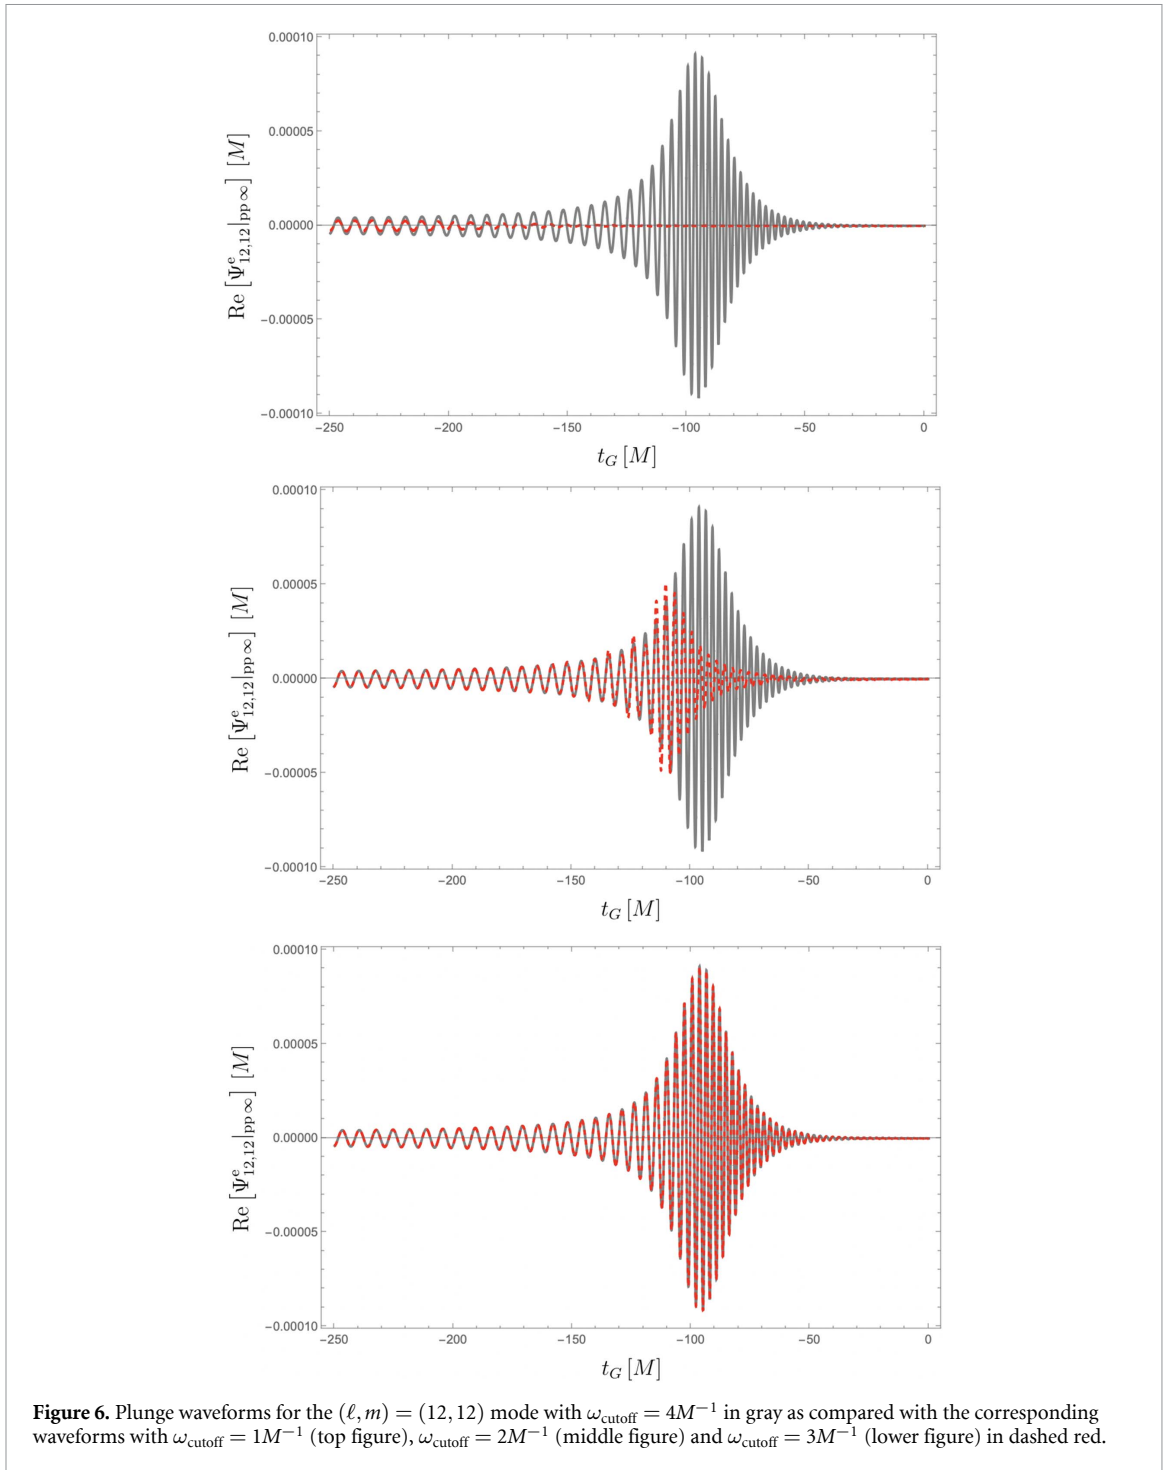 0.00010
0.00005
0.00000
−0.00005
−0.00010
Re [Ψ^e_{12,12}|_{pp ∞}] [M]
−250 −200 −150 −100 −50 0
t_G [M]
0.00010
0.00005
0.00000
−0.00005
−0.00010
Re [Ψ^e_{12,12}|_{pp ∞}] [M]
−250 −200 −150 −100 −50 0
t_G [M]
0.00010
0.00005
0.00000
−0.00005
−0.00010
Re [Ψ^e_{12,12}|_{pp ∞}] [M]
−250 −200 −150 −100 −50 0
t_G [M]
Figure 6. Plunge waveforms for the (ℓ, m) = (12, 12) mode with ω_cutoff = 4M⁻¹ in gray as compared with the corresponding
waveforms with ω_cutoff = 1M⁻¹ (top figure), ω_cutoff = 2M⁻¹ (middle figure) and ω_cutoff = 3M⁻¹ (lower figure) in dashed red.